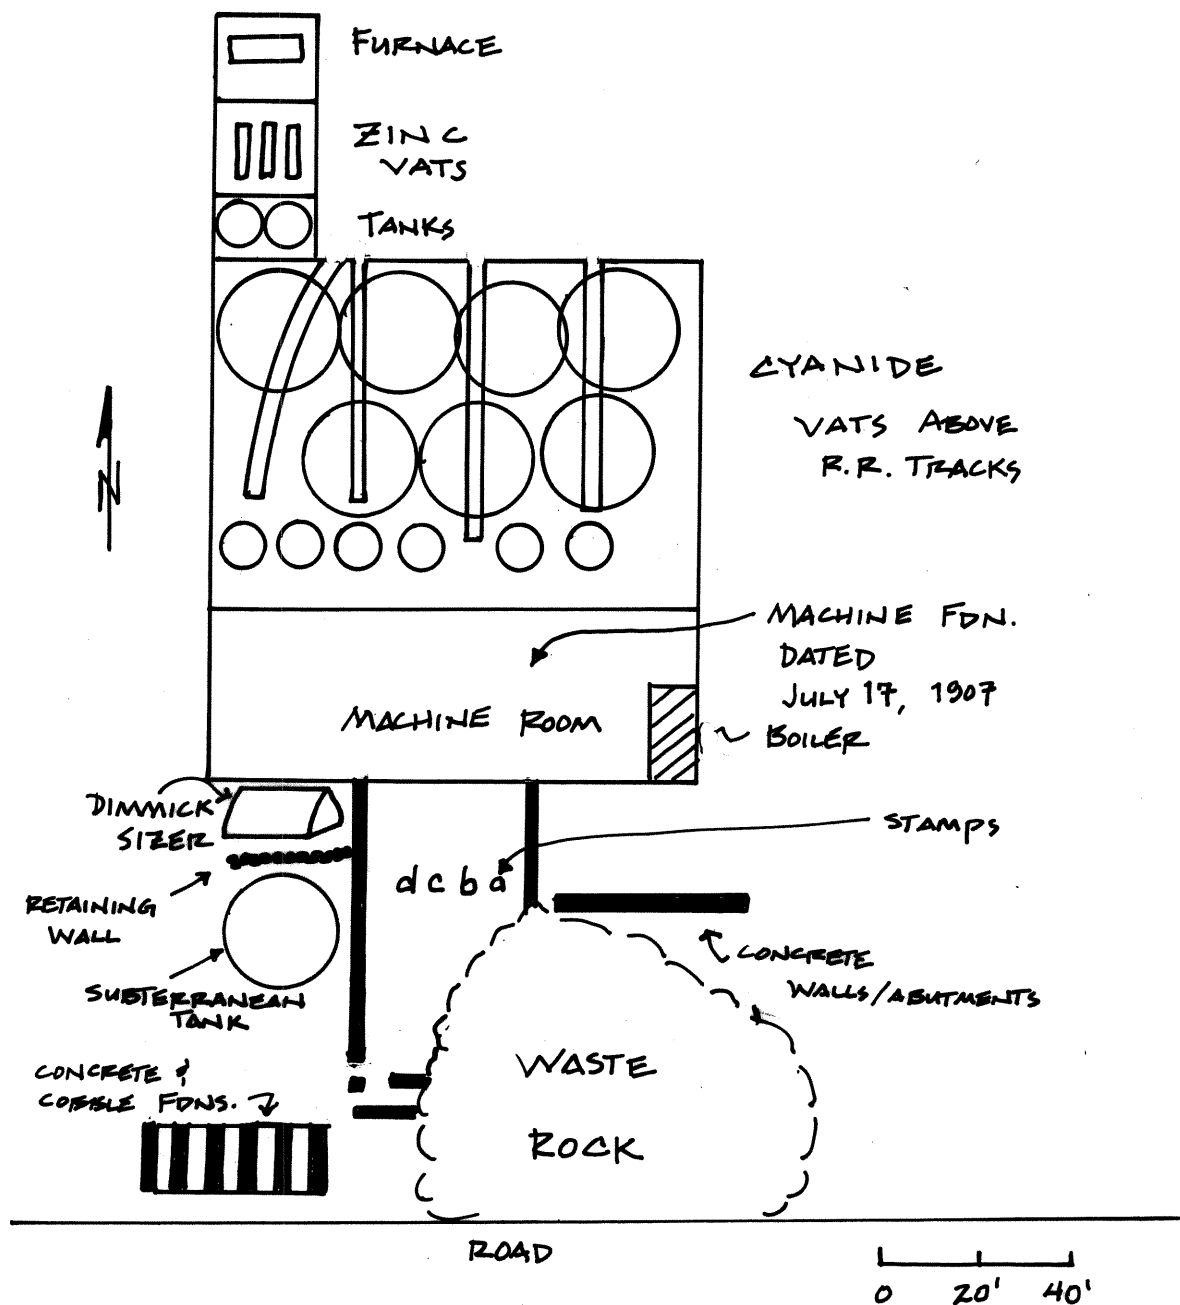 FURNACE
ZINC
VATS
TANKS
CYANIDE
VATS ABOVE
R.R. TRACKS
N
MACHINE FDN.
DATED
JULY 17, 1907
MACHINE ROOM
BOILER
DIMMICK
SIZER
STAMPS
d c b a
RETAINING
WALL
CONCRETE
WALLS/ABUTMENTS
SUBTERRANEAN
TANK
CONCRETE &
COBBLE FDNS.
WASTE
ROCK
ROAD
0 20' 40'